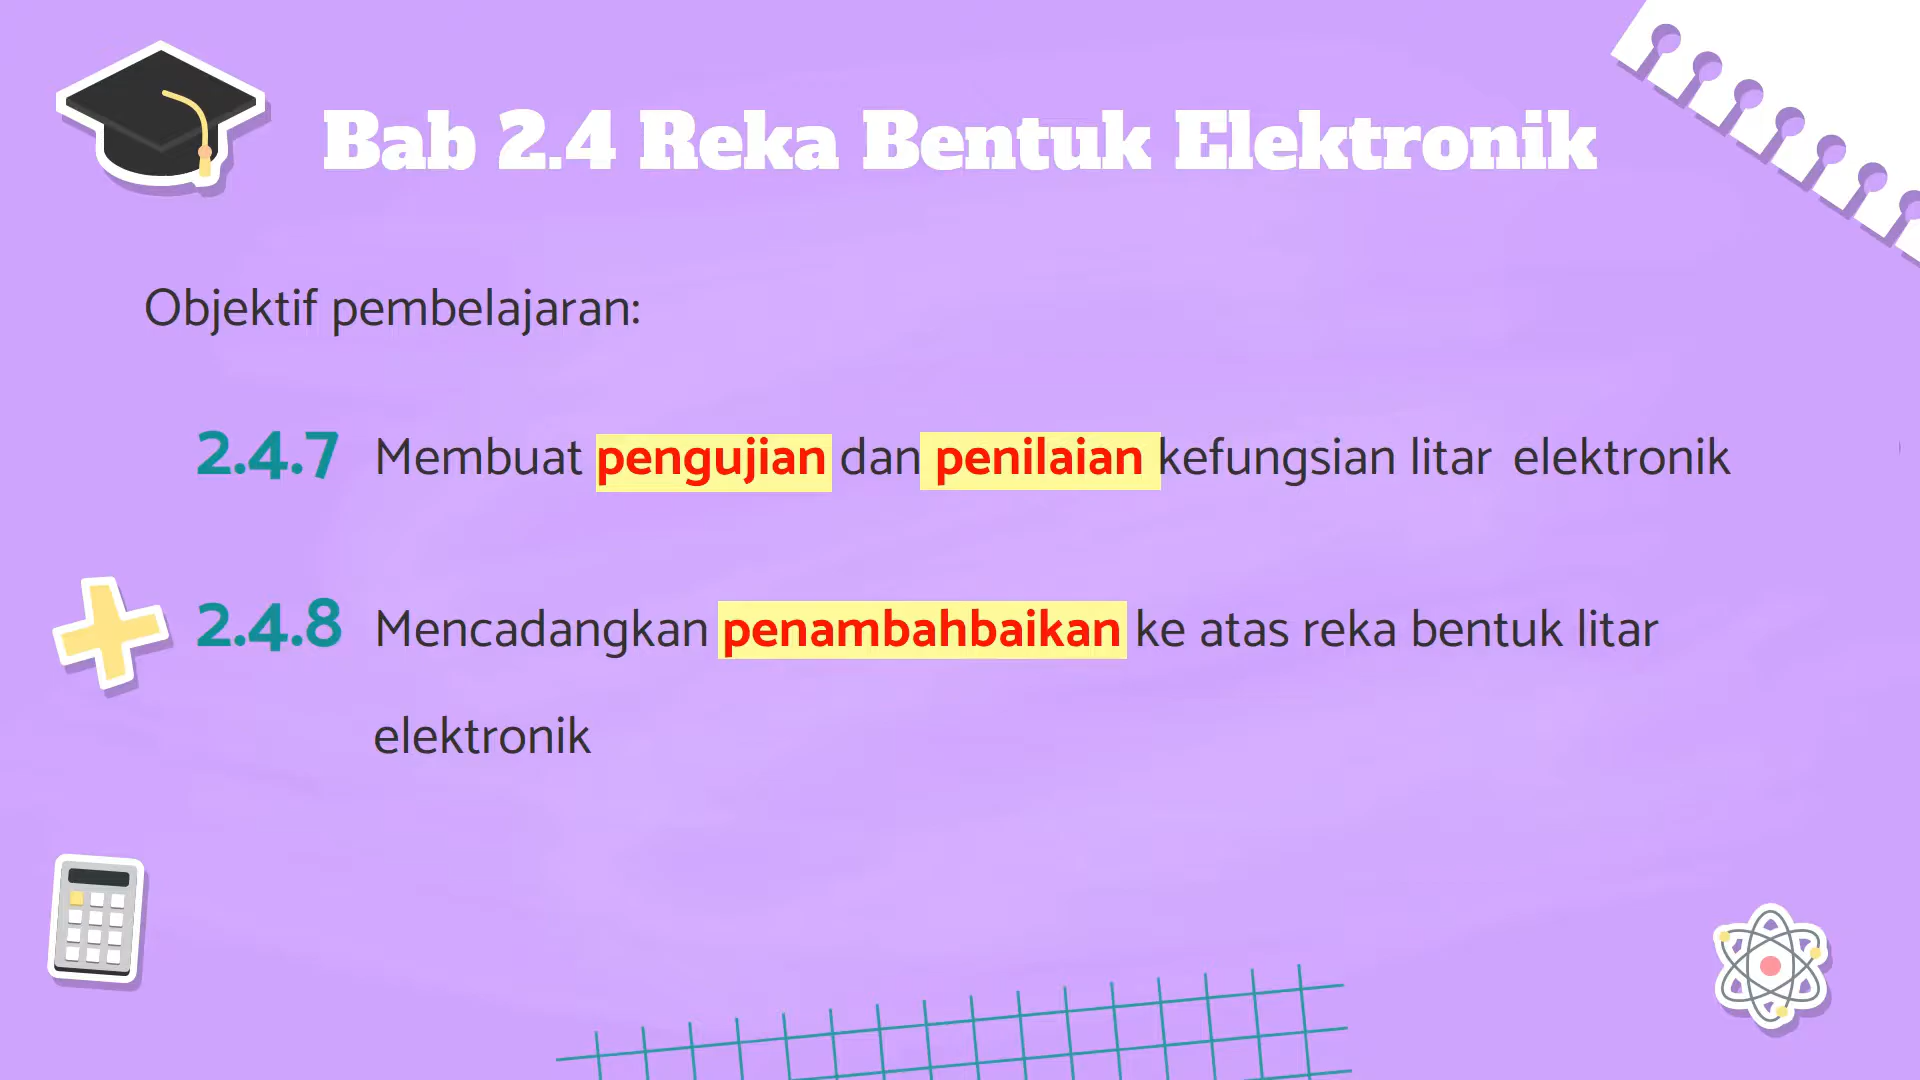 Bab 2.4 Reka Bentuk Elektronik
Objektif pembelajaran:
2.4.7 Membuat pengujian dan penilaian kefungsian litar elektronik
2.4.8 Mencadangkan penambahbaikan ke atas reka bentuk litar
elektronik